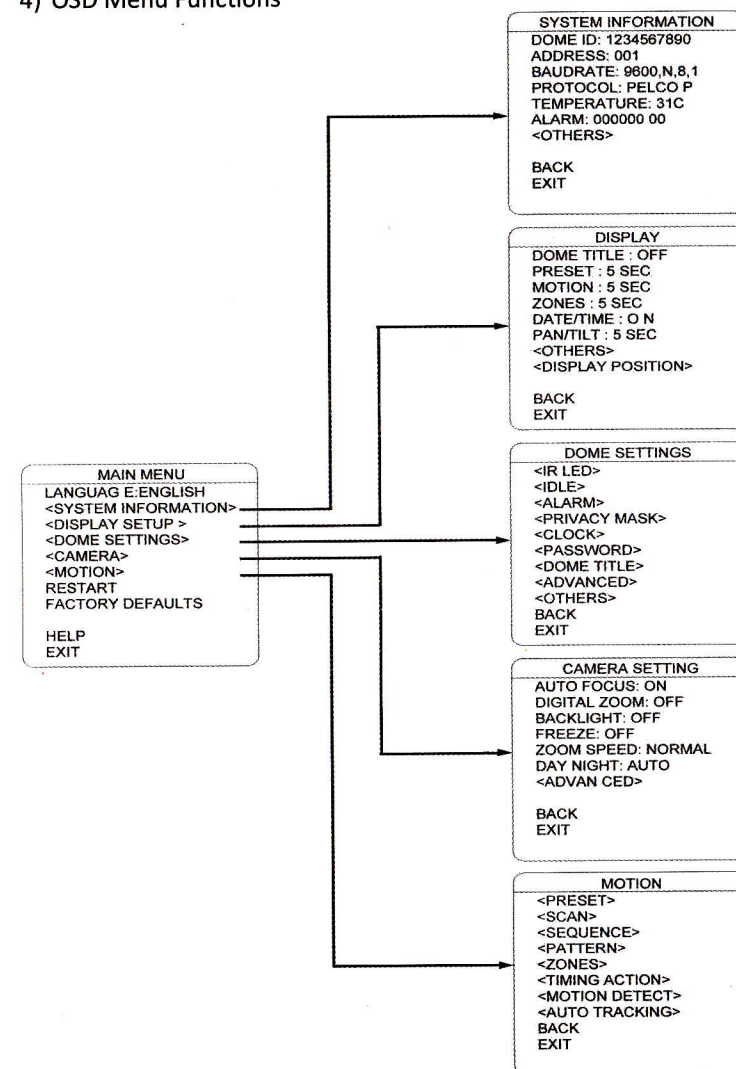 4) OSD Menu Functions
SYSTEM INFORMATION
DOME ID: 1234567890
ADDRESS: 001
BAUDRATE: 9600,N,8,1
PROTOCOL: PELCO P
TEMPERATURE: 31C
ALARM: 000000 00
<OTHERS>
BACK
EXIT
DISPLAY
DOME TITLE : OFF
PRESET : 5 SEC
MOTION : 5 SEC
ZONES : 5 SEC
DATE/TIME : O N
PAN/TILT : 5 SEC
<OTHERS>
<DISPLAY POSITION>
BACK
EXIT
MAIN MENU
LANGUAG E:ENGLISH
<SYSTEM INFORMATION>
<DISPLAY SETUP >
<DOME SETTINGS>
<CAMERA>
<MOTION>
RESTART
FACTORY DEFAULTS
HELP
EXIT
DOME SETTINGS
<IR LED>
<IDLE>
<ALARM>
<PRIVACY MASK>
<CLOCK>
<PASSWORD>
<DOME TITLE>
<ADVANCED>
<OTHERS>
BACK
EXIT
CAMERA SETTING
AUTO FOCUS: ON
DIGITAL ZOOM: OFF
BACKLIGHT: OFF
FREEZE: OFF
ZOOM SPEED: NORMAL
DAY NIGHT: AUTO
<ADVAN CED>
BACK
EXIT
MOTION
<PRESET>
<SCAN>
<SEQUENCE>
<PATTERN>
<ZONES>
<TIMING ACTION>
<MOTION DETECT>
<AUTO TRACKING>
BACK
EXIT